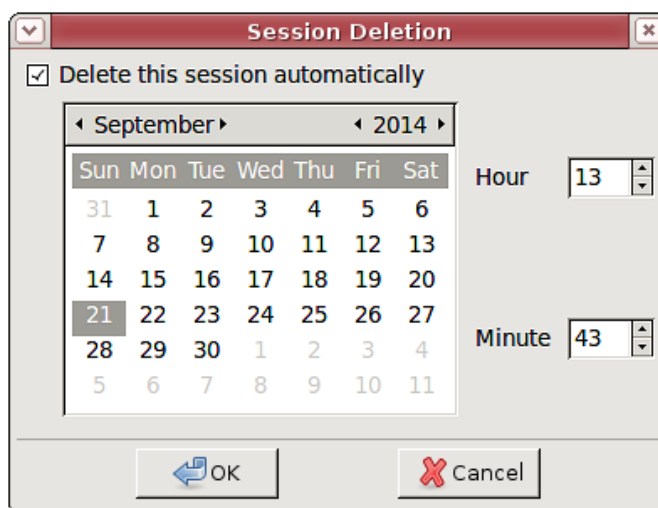 Session Deletion
Delete this session automatically
September 2014
Sun Mon Tue Wed Thu Fri Sat
31 1 2 3 4 5 6
7 8 9 10 11 12 13
14 15 16 17 18 19 20
21 22 23 24 25 26 27
28 29 30 1 2 3 4
5 6 7 8 9 10 11
Hour 13
Minute 43
OK Cancel